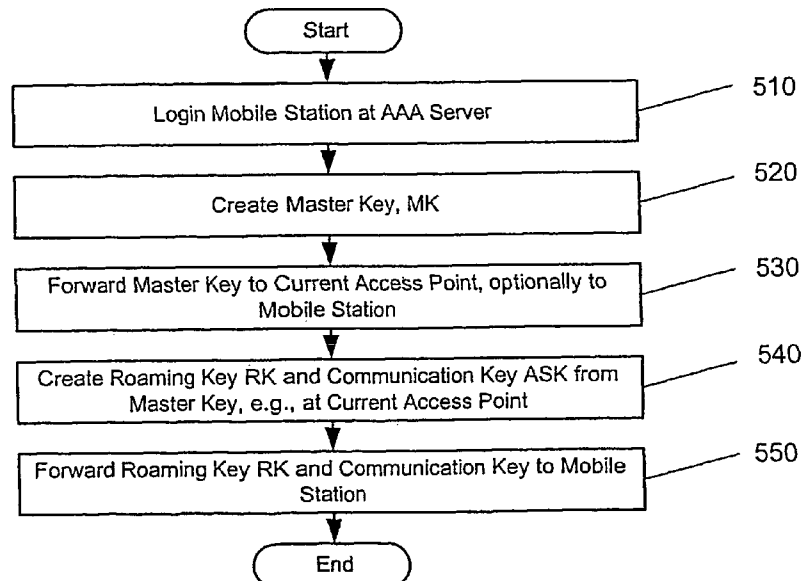 Start
Login Mobile Station at AAA Server
510
Create Master Key, MK
520
Forward Master Key to Current Access Point, optionally to
Mobile Station
530
Create Roaming Key RK and Communication Key ASK from
Master Key, e.g., at Current Access Point
540
Forward Roaming Key RK and Communication Key to Mobile
Station
550
End